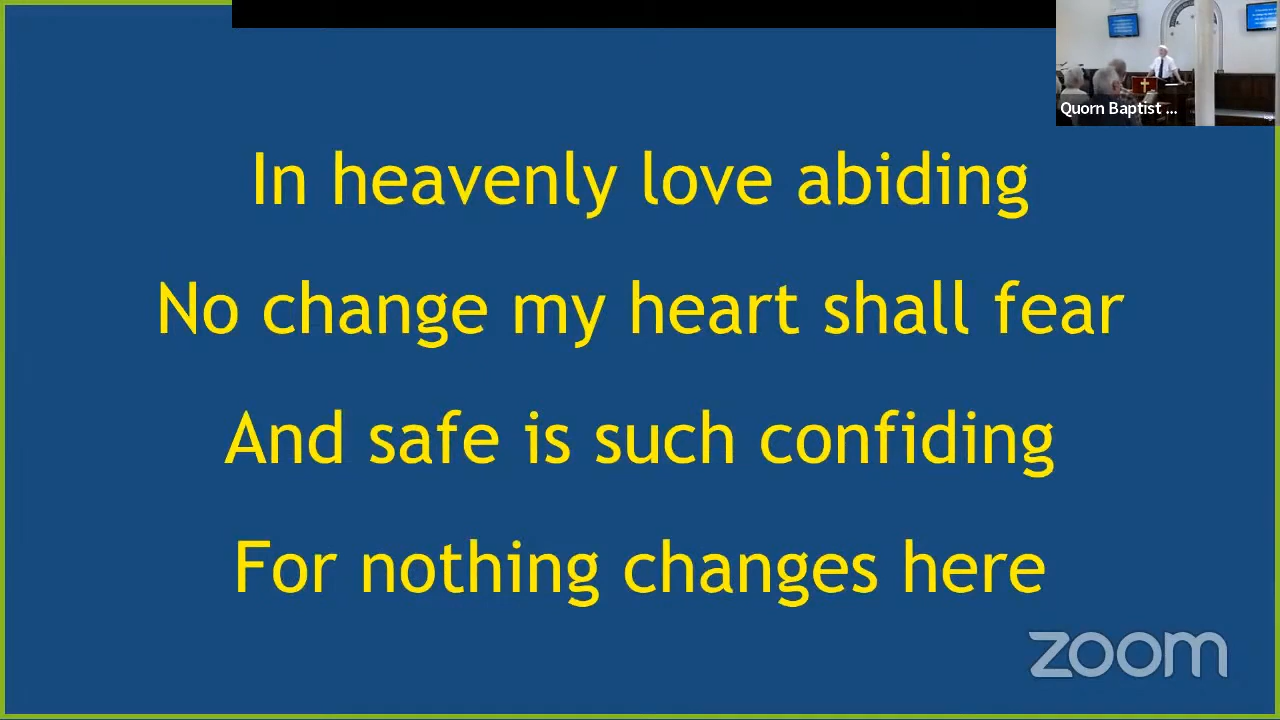 Quorn Baptist ...
In heavenly love abiding
No change my heart shall fear
And safe is such confiding
For nothing changes here
zoom